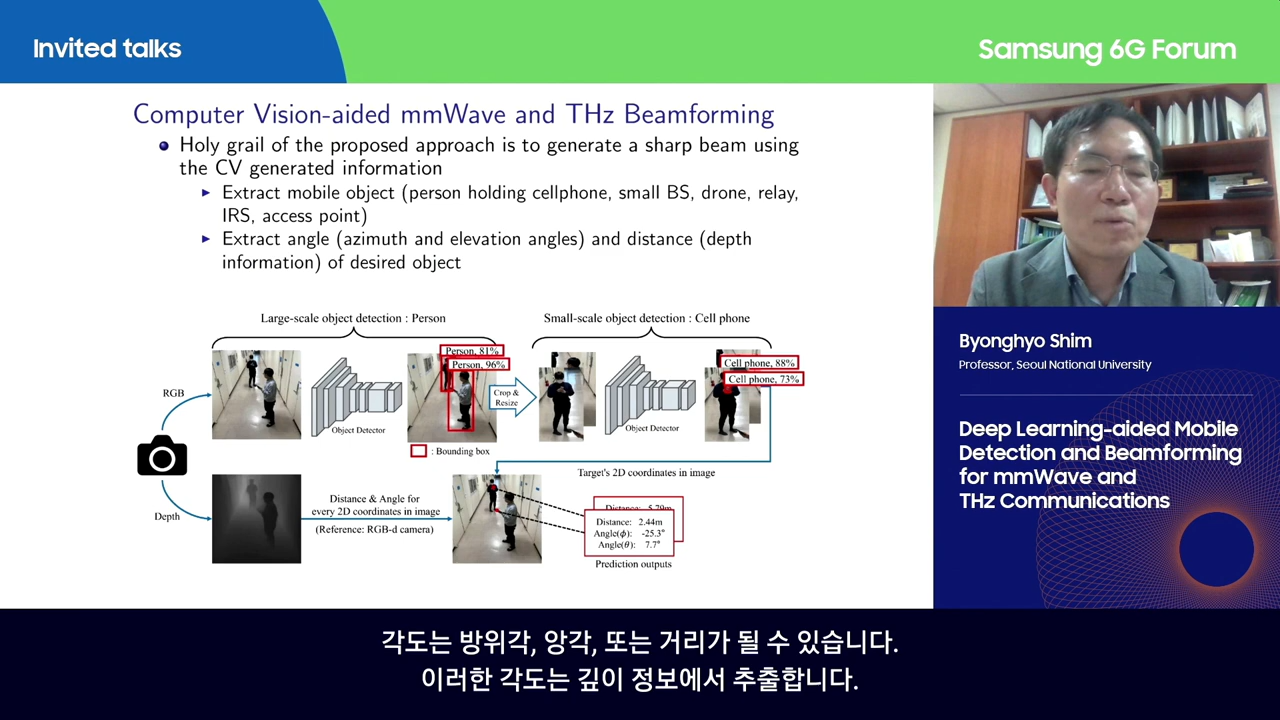 Invited talks
Samsung 6G Forum
Computer Vision-aided mmWave and THz Beamforming
Holy grail of the proposed approach is to generate a sharp beam using
the CV generated information
Extract mobile object (person holding cellphone, small BS, drone, relay,
IRS, access point)
Extract angle (azimuth and elevation angles) and distance (depth
information) of desired object
Large-scale object detection : Person
Small-scale object detection : Cell phone
Person, 81%
Person, 96%
Cell phone, 88%
Cell phone, 73%
RGB
Crop &
Resize
Object Detector
Object Detector
: Bounding box
Target's 2D coordinates in image
Depth
Distance & Angle for
every 2D coordinates in image
(Reference: RGB-d camera)
Distance: 5.79m
Distance: 2.44m
Angle(ϕ): -25.3°
Angle(θ): 7.7°
Prediction outputs
Byonghyo Shim
Professor, Seoul National University
Deep Learning-aided Mobile
Detection and Beamforming
for mmWave and
THz Communications
각도는 방위각, 앙각, 또는 거리가 될 수 있습니다.
이러한 각도는 깊이 정보에서 추출합니다.